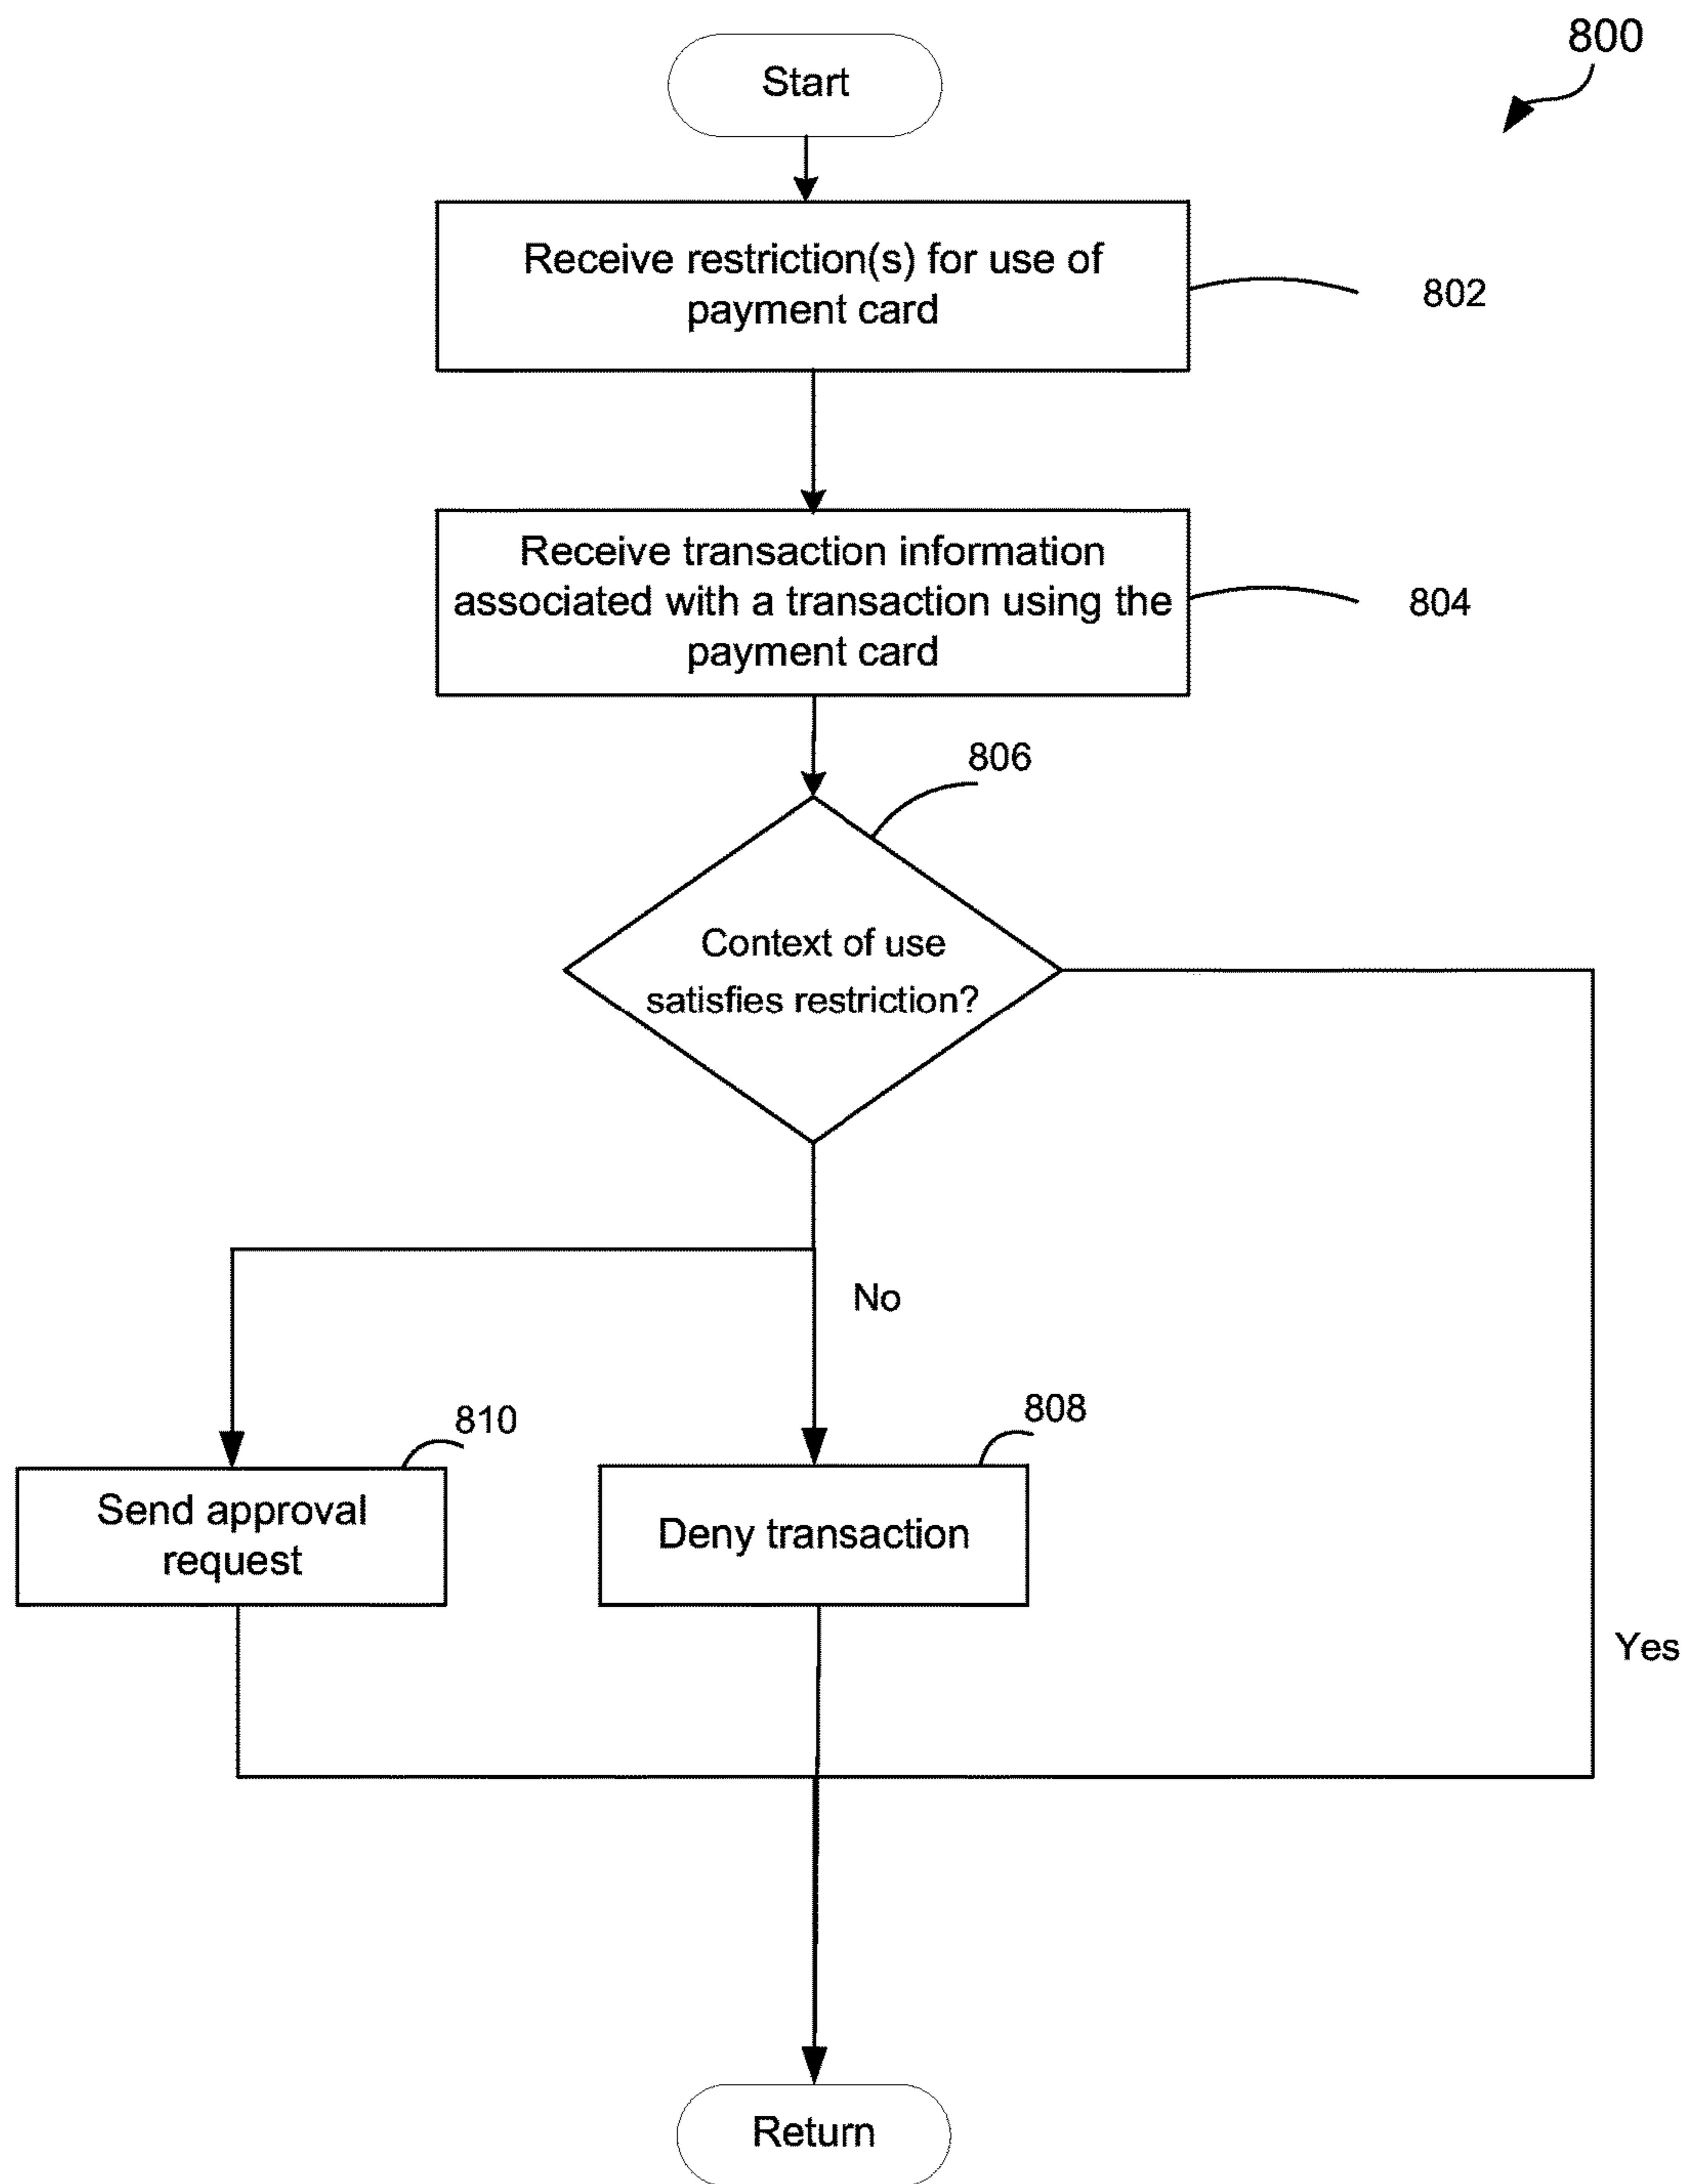 800
Start
Receive restriction(s) for use of
payment card
802
Receive transaction information
associated with a transaction using the
payment card
804
806
Context of use
satisfies restriction?
No
810
808
Send approval
request
Deny transaction
Yes
Return